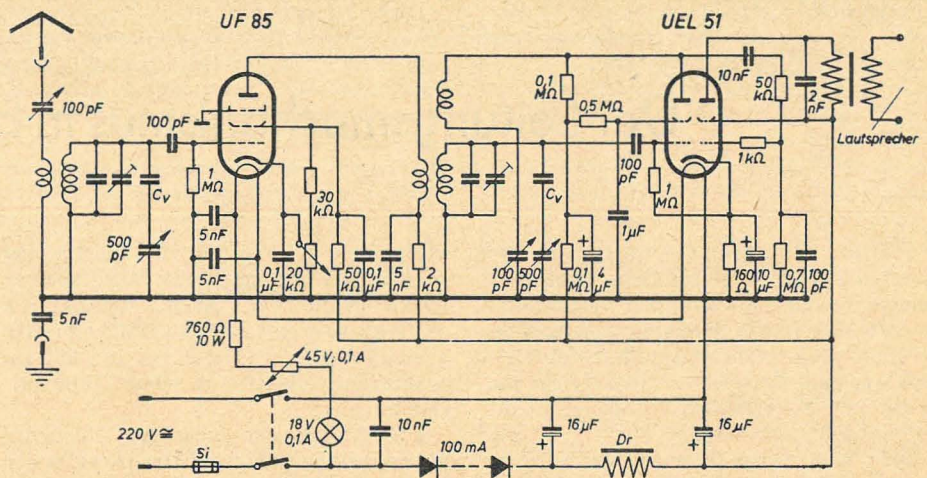 UF 85
UEL 51
100 pF
100 pF
1 MΩ
500 pF
Cv
5 nF
5 nF
5 nF
0,1 µF
20 kΩ
30 kΩ
50 kΩ
0,1 µF
5 nF
2 kΩ
0,1 MΩ
0,5 MΩ
10 nF
50 kΩ
2 nF
Lautsprecher
100 pF
1 MΩ
1 kΩ
Cv
1 µF
100 pF
500 pF
0,1 MΩ
4 µF
+
160 Ω
10 µF
+
0,7 MΩ
100 pF
760 Ω
10 W
45 V; 0,1 A
220 V ≅
Si
18 V
0,1 A
10 nF
100 mA
16 µF
+
Dr
16 µF
+